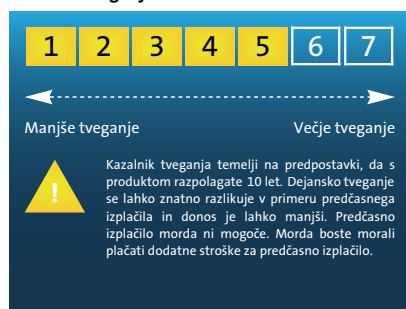 1 2 3 4 5 6 7
Manjše tveganje Večje tveganje
!
Kazalnik tveganja temelji na predpostavki, da s
produktom razpolagate 10 let. Dejansko tveganje
se lahko znatno razlikuje v primeru predčasnega
izplačila in donos je lahko manjši. Predčasno
izplačilo morda ni mogoče. Morda boste morali
plačati dodatne stroške za predčasno izplačilo.